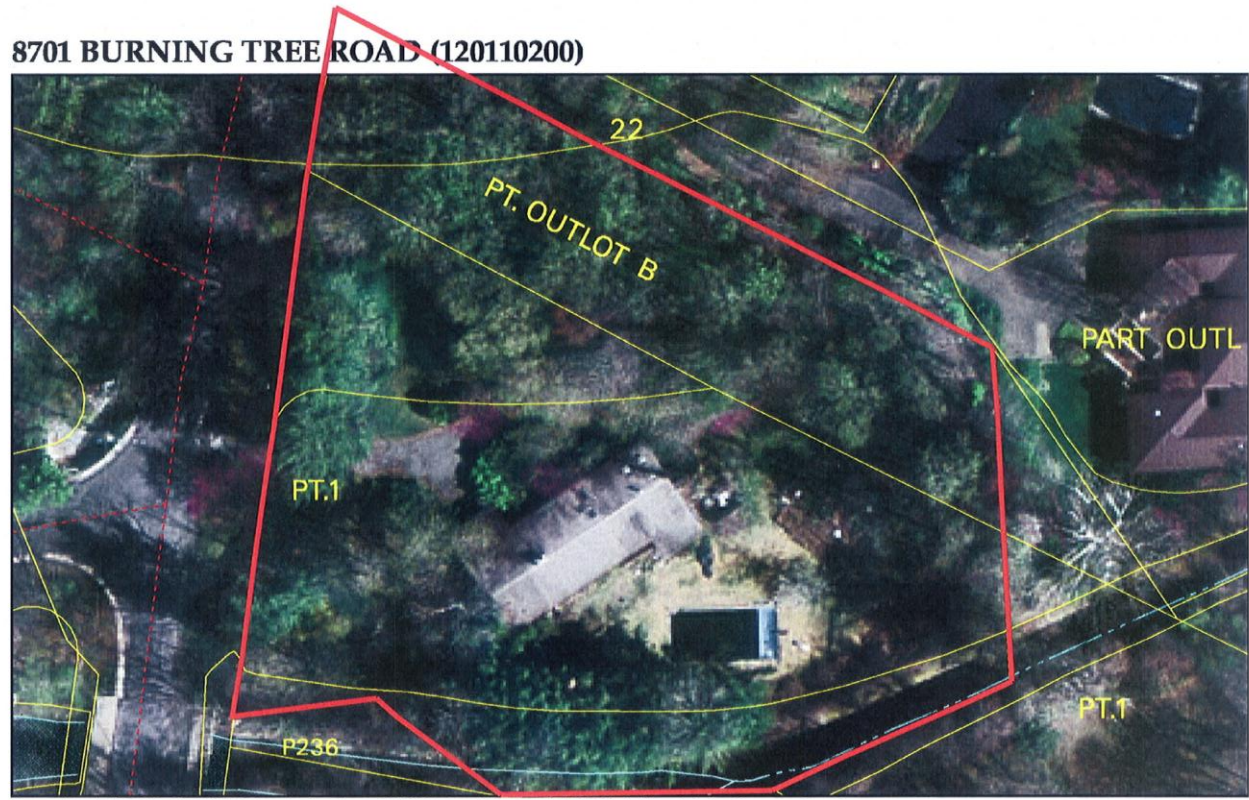 8701 BURNING TREE ROAD (120110200)
22
PT. OUTLOT B
PART OUTL
PT.1
PT.1
P236